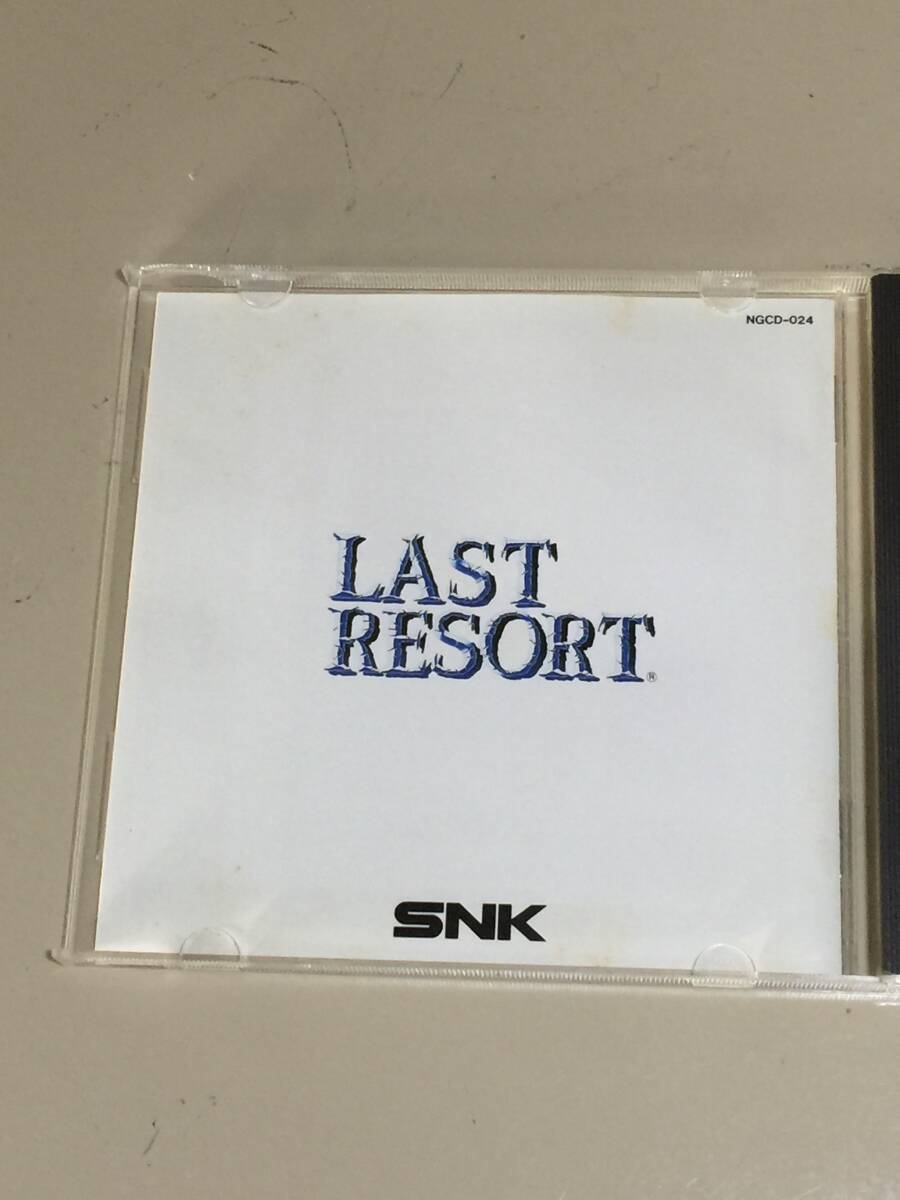 NGCD-024
LAST
RESORT®
SNK